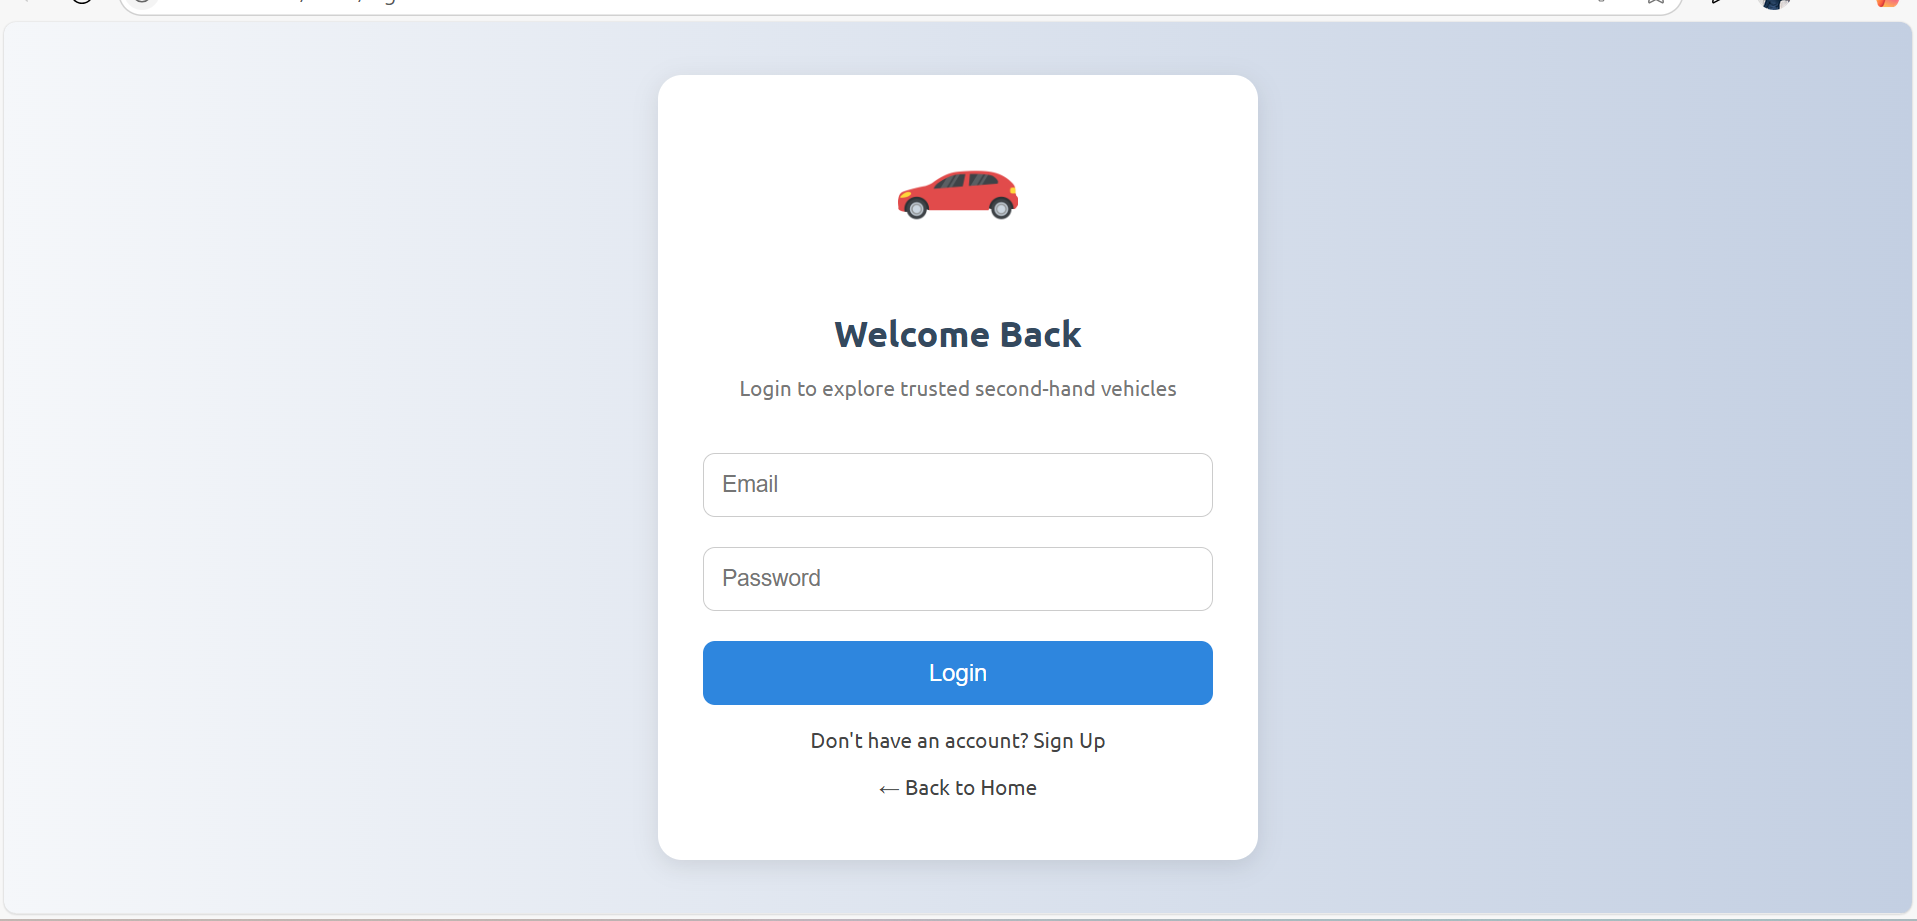 Welcome Back
Login to explore trusted second-hand vehicles
Email
Password
Login
Don't have an account? Sign Up
← Back to Home